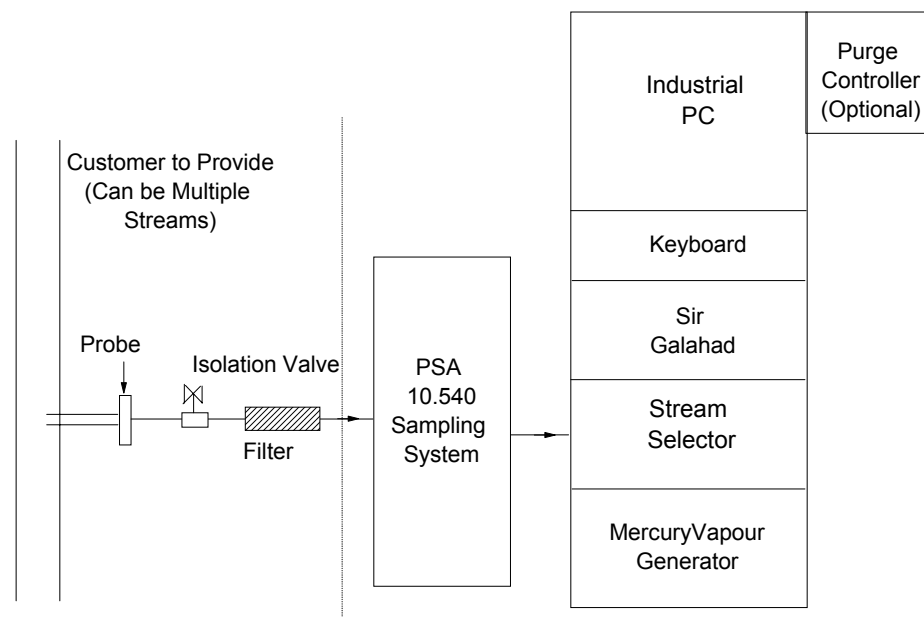 Customer to Provide
(Can be Multiple
Streams)
Probe
Isolation Valve
Filter
PSA
10.540
Sampling
System
Industrial
PC
Keyboard
Sir
Galahad
Stream
Selector
MercuryVapour
Generator
Purge
Controller
(Optional)